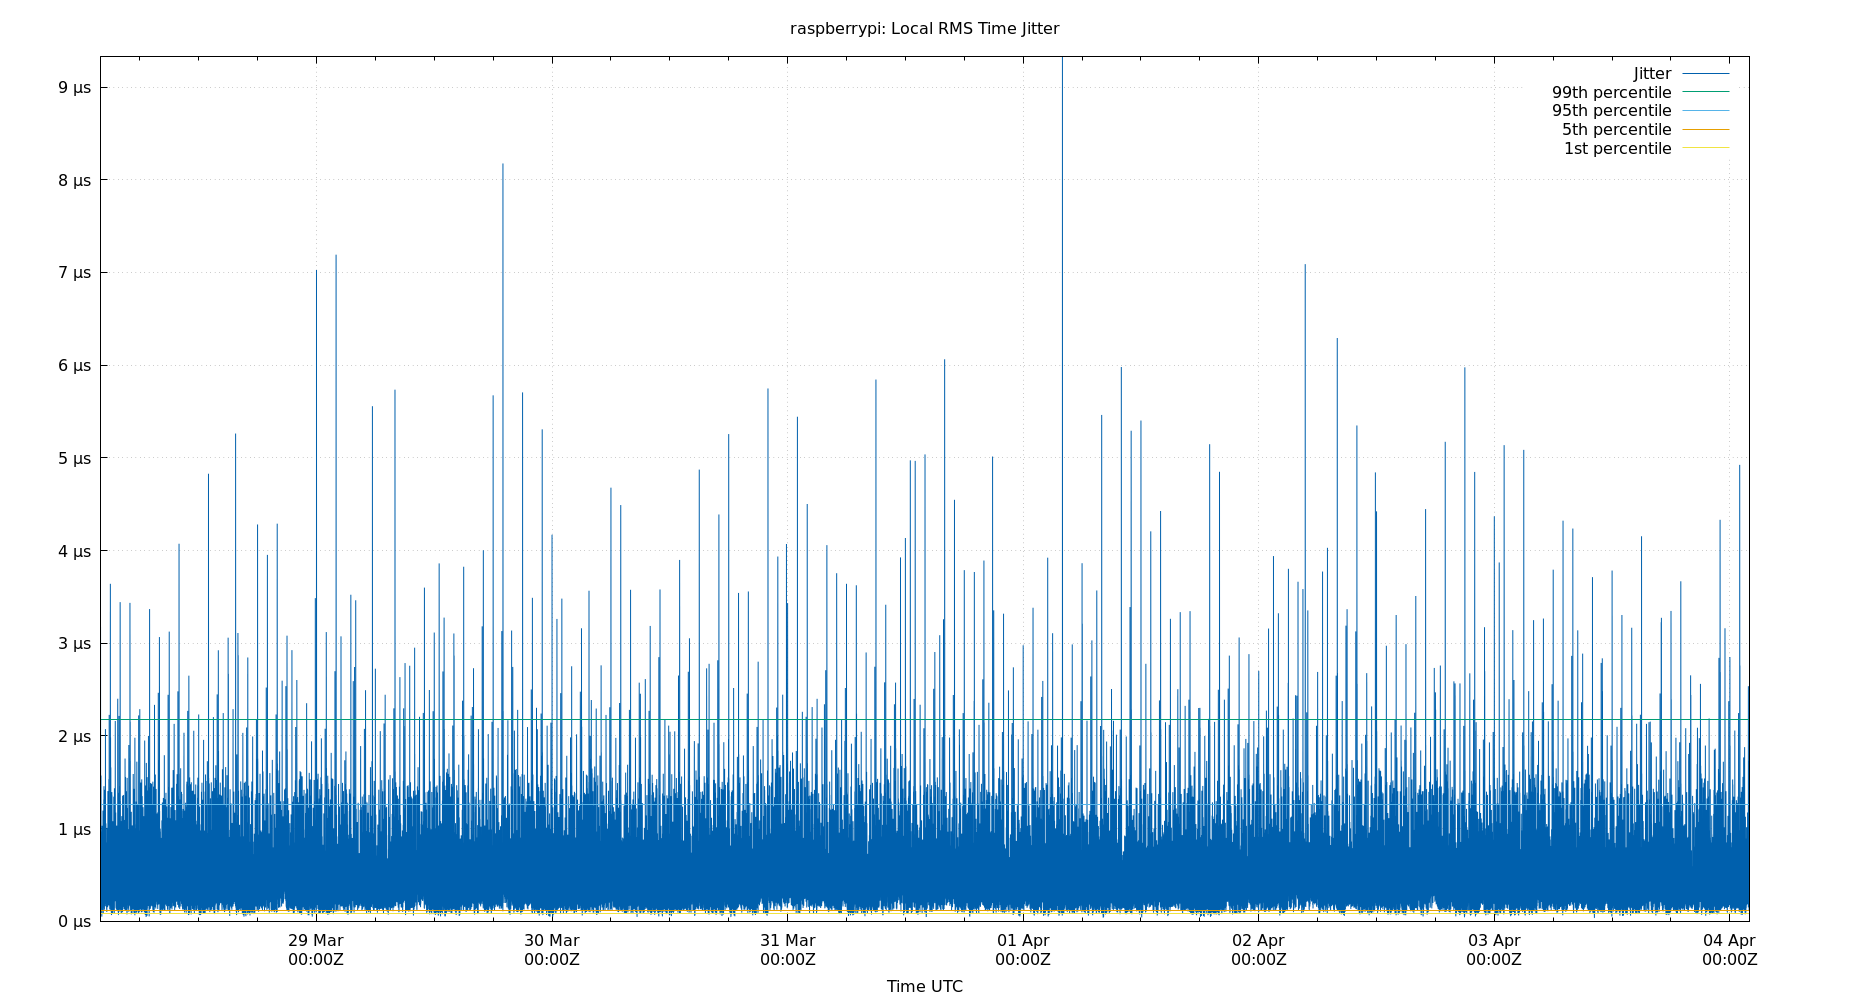 raspberrypi: Local RMS Time Jitter
Jitter
99th percentile
95th percentile
5th percentile
1st percentile
9 µs
8 µs
7 µs
6 µs
5 µs
4 µs
3 µs
2 µs
1 µs
0 µs
29 Mar 30 Mar 31 Mar 01 Apr 02 Apr 03 Apr 04 Apr
00:00Z 00:00Z 00:00Z 00:00Z 00:00Z 00:00Z 00:00Z
Time UTC